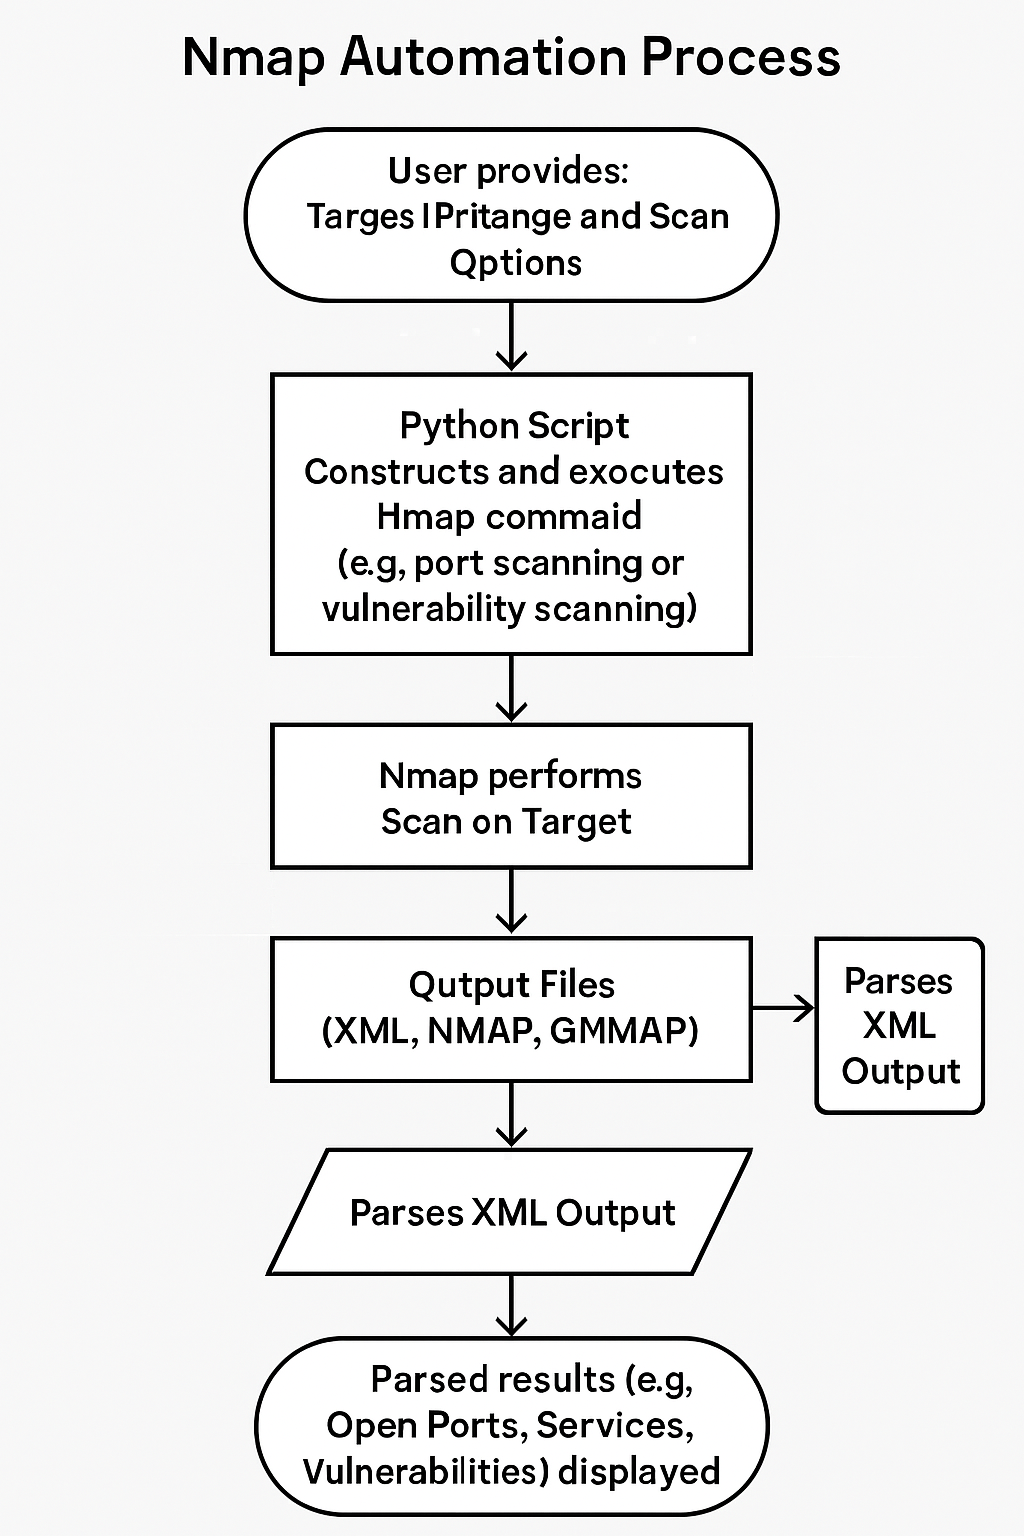 Nmap Automation Process
User provides:
Targes IPritange and Scan
Qptions
Python Script
Constructs and exocutes
Hmap commaid
(e.g, port scanning or
vulnerability scanning)
Nmap performs
Scan on Target
Qutput Files
(XML, NMAP, GMMAP)
Parses
XML
Output
Parses XML Output
Parsed results (e.g,
Open Ports, Services,
Vulnerabilities) displayed